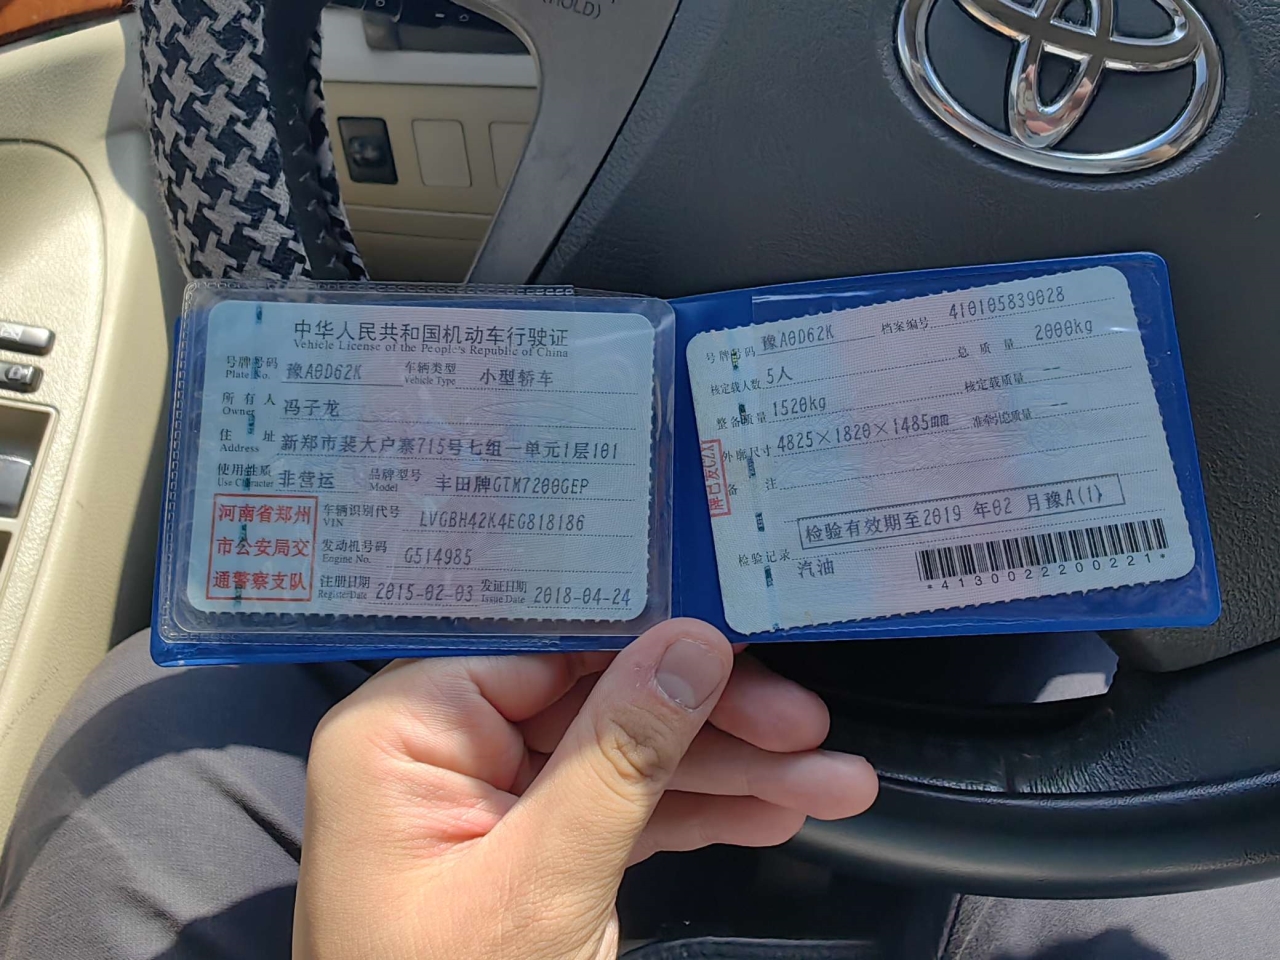 (HOLD)
中华人民共和国机动车行驶证
Vehicle License of the People's Republic of China
号牌号码 豫A0D62K 车辆类型 小型轿车
Plate No. Vehicle Type
所有人 冯子龙
Owner
住址 新郑市裴大户寨715号七组一单元1层101
Address
使用性质 非营运 品牌型号 丰田牌GTM7200GEP
Use Character Model
河南省郑州
市公安局交
通警察支队
车辆识别代号 LVGBH42K4EG818186
VIN
发动机号码 G514985
Engine No.
注册日期 2015-02-03 发证日期 2018-04-24
Register Date Issue Date
号牌号码 豫A0D62K 档案编号 410105839028
核定载人数 5人 总质量 2000kg
整备质量 1520kg 核定载质量 --
外廓尺寸 4825×1820×1485mm 准牵引总质量 --
备注
检验有效期至2019年02月豫A(1)
检验记录
汽油
*4130022200221*